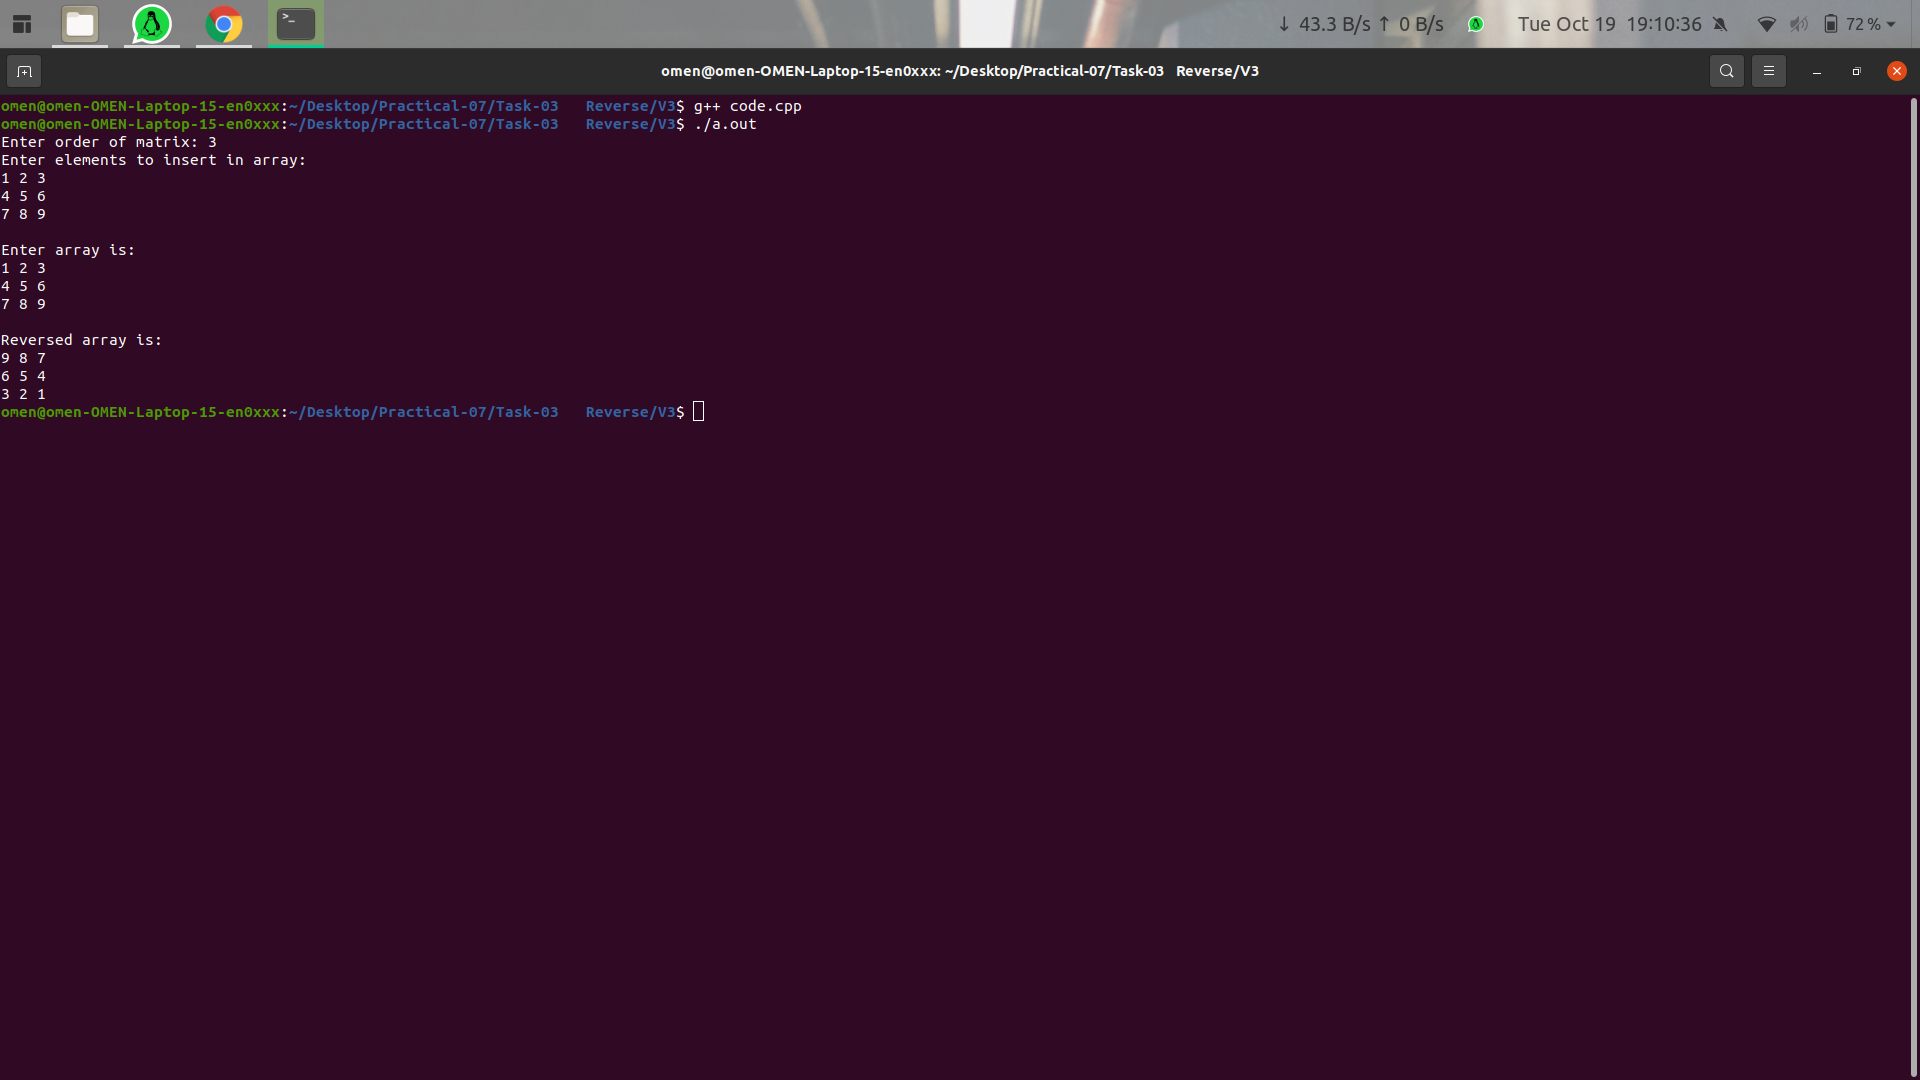 ↓ 43.3 B/s ↑ 0 B/s Tue Oct 19 19:10:36 72 %
omen@omen-OMEN-Laptop-15-en0xxx: ~/Desktop/Practical-07/Task-03   Reverse/V3
omen@omen-OMEN-Laptop-15-en0xxx:~/Desktop/Practical-07/Task-03   Reverse/V3$ g++ code.cpp
omen@omen-OMEN-Laptop-15-en0xxx:~/Desktop/Practical-07/Task-03   Reverse/V3$ ./a.out
Enter order of matrix: 3
Enter elements to insert in array:
1 2 3
4 5 6
7 8 9
Enter array is:
1 2 3
4 5 6
7 8 9
Reversed array is:
9 8 7
6 5 4
3 2 1
omen@omen-OMEN-Laptop-15-en0xxx:~/Desktop/Practical-07/Task-03   Reverse/V3$